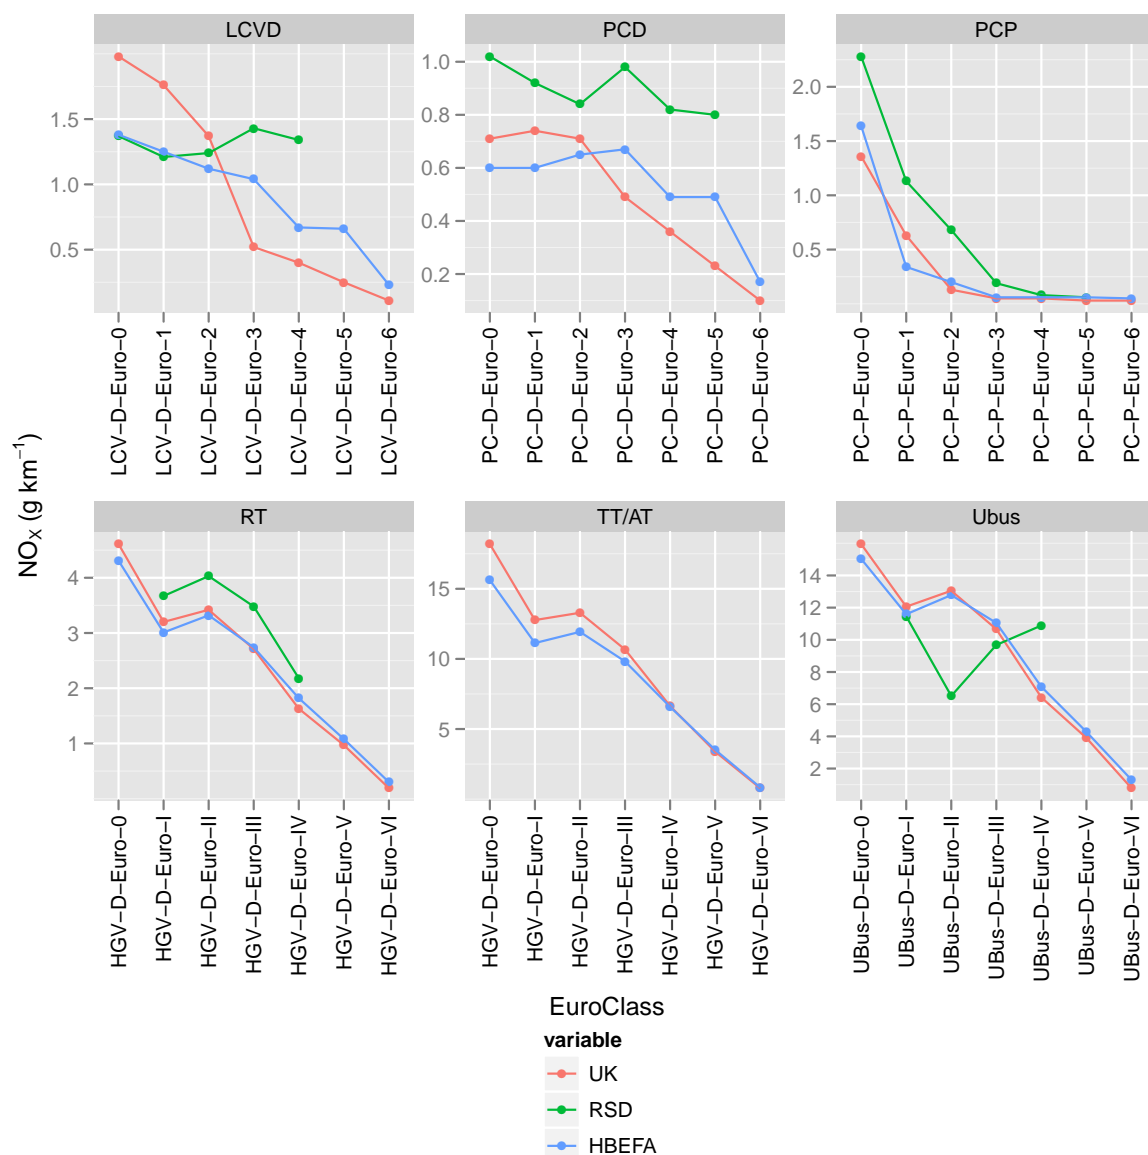 LCVD
PCD
PCP
1.5
1.0
0.5
1.0
0.8
0.6
0.4
0.2
2.0
1.5
1.0
0.5
LCV−D−Euro−0
LCV−D−Euro−1
LCV−D−Euro−2
LCV−D−Euro−3
LCV−D−Euro−4
LCV−D−Euro−5
LCV−D−Euro−6
PC−D−Euro−0
PC−D−Euro−1
PC−D−Euro−2
PC−D−Euro−3
PC−D−Euro−4
PC−D−Euro−5
PC−D−Euro−6
PC−P−Euro−0
PC−P−Euro−1
PC−P−Euro−2
PC−P−Euro−3
PC−P−Euro−4
PC−P−Euro−5
PC−P−Euro−6
NOX (g km−1)
RT
TT/AT
Ubus
4
3
2
1
15
10
5
14
12
10
8
6
4
2
HGV−D−Euro−0
HGV−D−Euro−I
HGV−D−Euro−II
HGV−D−Euro−III
HGV−D−Euro−IV
HGV−D−Euro−V
HGV−D−Euro−VI
HGV−D−Euro−0
HGV−D−Euro−I
HGV−D−Euro−II
HGV−D−Euro−III
HGV−D−Euro−IV
HGV−D−Euro−V
HGV−D−Euro−VI
UBus−D−Euro−0
UBus−D−Euro−I
UBus−D−Euro−II
UBus−D−Euro−III
UBus−D−Euro−IV
UBus−D−Euro−V
UBus−D−Euro−VI
EuroClass
variable
UK
RSD
HBEFA